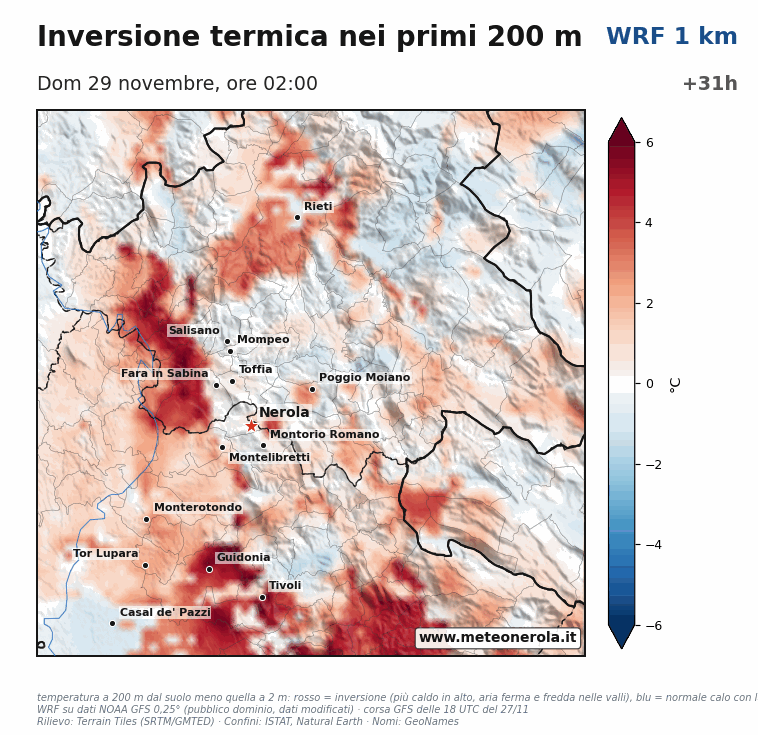 Inversione termica nei primi 200 m
WRF 1 km
Dom 29 novembre, ore 02:00
+31h
Rieti
Salisano
Mompeo
Toffia
Fara in Sabina
Poggio Moiano
Nerola
Montorio Romano
Montelibretti
Monterotondo
Tor Lupara
Guidonia
Tivoli
Casal de' Pazzi
www.meteonerola.it
6
4
2
0
−2
−4
−6
°C
temperatura a 200 m dal suolo meno quella a 2 m: rosso = inversione (più caldo in alto, aria ferma e fredda nelle valli), blu = normale calo con
WRF su dati NOAA GFS 0,25° (pubblico dominio, dati modificati) · corsa GFS delle 18 UTC del 27/11
Rilievo: Terrain Tiles (SRTM/GMTED) · Confini: ISTAT, Natural Earth · Nomi: GeoNames